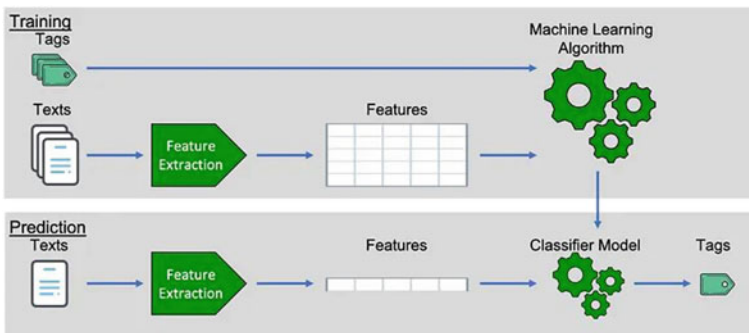 Training
Tags
Machine Learning
Algorithm
Texts
Features
Feature
Extraction
Prediction
Texts
Features
Classifier Model
Tags
Feature
Extraction